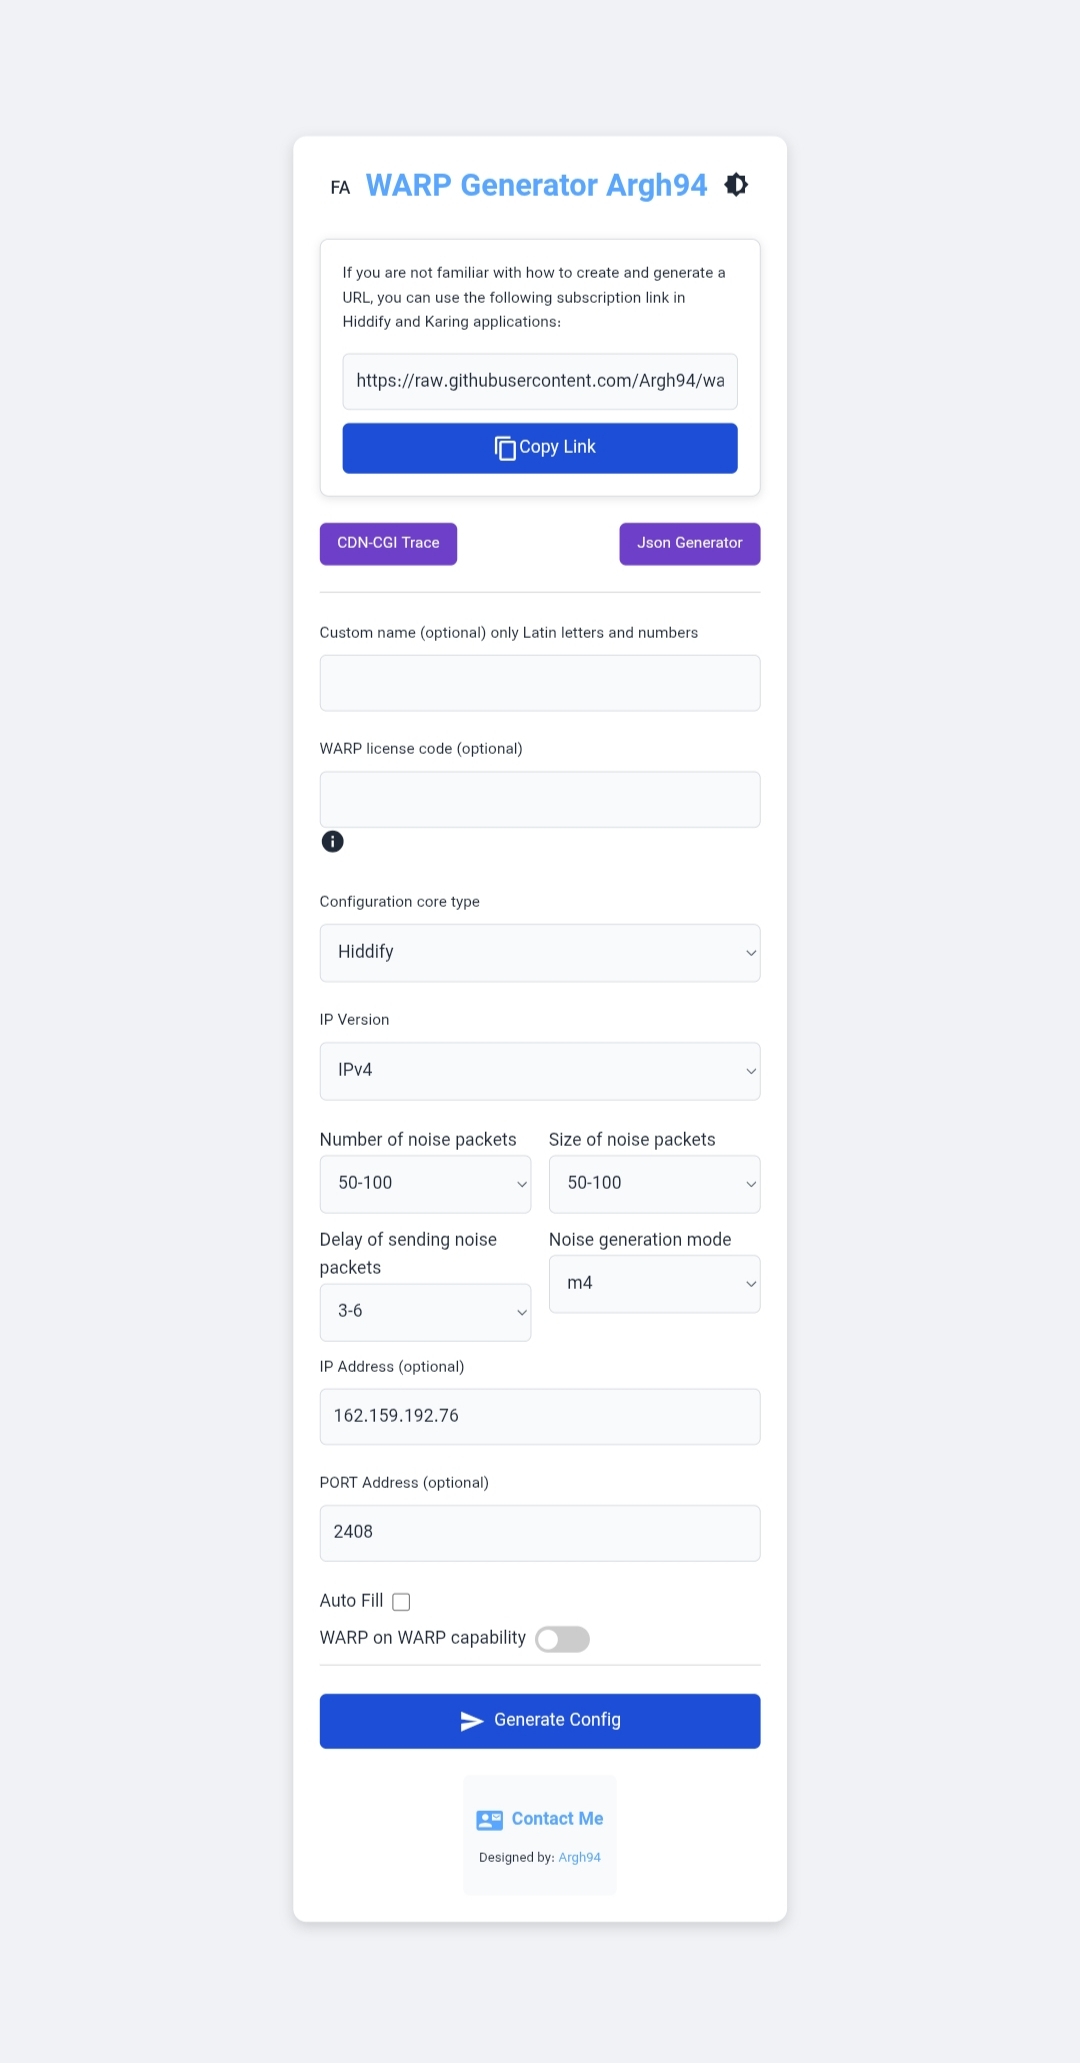 FA WARP Generator Argh94
If you are not familiar with how to create and generate a
URL, you can use the following subscription link in
Hiddify and Karing applications:
https://raw.githubusercontent.com/Argh94/wa
Copy Link
CDN-CGI Trace Json Generator
Custom name (optional) only Latin letters and numbers
WARP license code (optional)
Configuration core type
Hiddify
IP Version
IPv4
Number of noise packets Size of noise packets
50-100 50-100
Delay of sending noise
packets
3-6
Noise generation mode
m4
IP Address (optional)
162.159.192.76
PORT Address (optional)
2408
Auto Fill
WARP on WARP capability
Generate Config
Contact Me
Designed by: Argh94